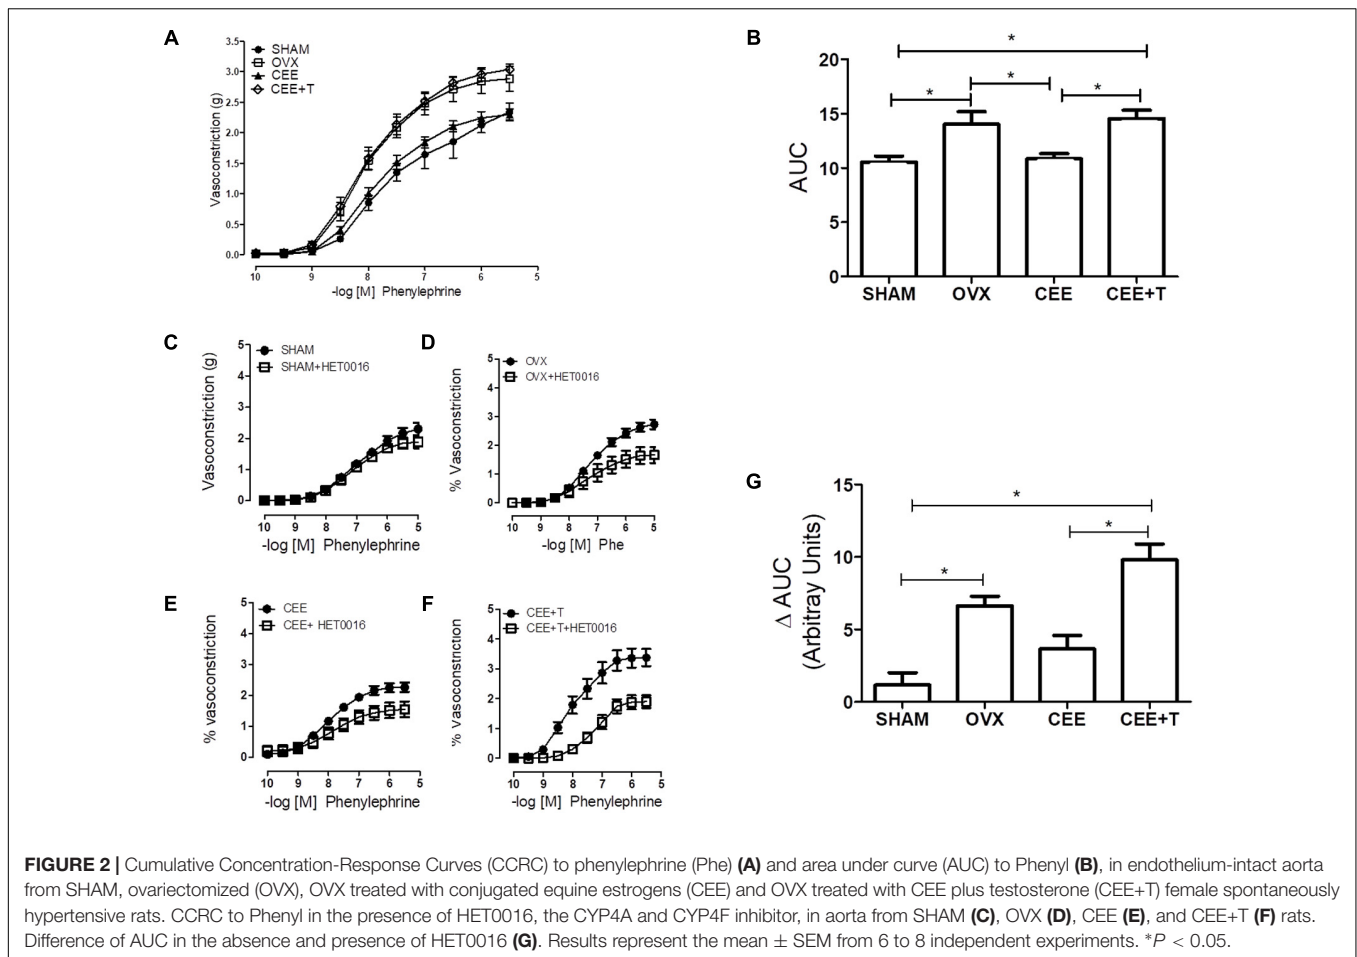 A
3.5
3.0
2.5
2.0
1.5
1.0
0.5
0.0
Vasoconstriction (g)
SHAM
OVX
CEE
CEE+T
10 9 8 7 6 5
-log [M] Phenylephrine
B
20
15
10
5
0
AUC
*
* * *
SHAM OVX CEE CEE+T
C
5
4
3
2
1
0
Vasoconstriction (g)
SHAM
SHAM+HET0016
10 9 8 7 6 5
-log [M] Phenylephrine
D
5
4
3
2
1
0
% Vasoconstriction
OVX
OVX+HET0016
10 9 8 7 6 5
-log [M] Phe
E
5
4
3
2
1
0
% vasoconstriction
CEE
CEE+ HET0016
10 9 8 7 6 5
-log [M] Phenylephrine
F
5
4
3
2
1
0
% Vasoconstriction
CEE+T
CEE+T+HET0016
10 9 8 7 6 5
-log [M] Phenylephrine
G
15
10
5
0
Δ AUC
(Arbitray Units)
*
*
*
SHAM OVX CEE CEE+T
FIGURE 2 | Cumulative Concentration-Response Curves (CCRC) to phenylephrine (Phe) (A) and area under curve (AUC) to Phenyl (B), in endothelium-intact aorta
from SHAM, ovariectomized (OVX), OVX treated with conjugated equine estrogens (CEE) and OVX treated with CEE plus testosterone (CEE+T) female spontaneously
hypertensive rats. CCRC to Phenyl in the presence of HET0016, the CYP4A and CYP4F inhibitor, in aorta from SHAM (C), OVX (D), CEE (E), and CEE+T (F) rats.
Difference of AUC in the absence and presence of HET0016 (G). Results represent the mean ± SEM from 6 to 8 independent experiments. *P < 0.05.